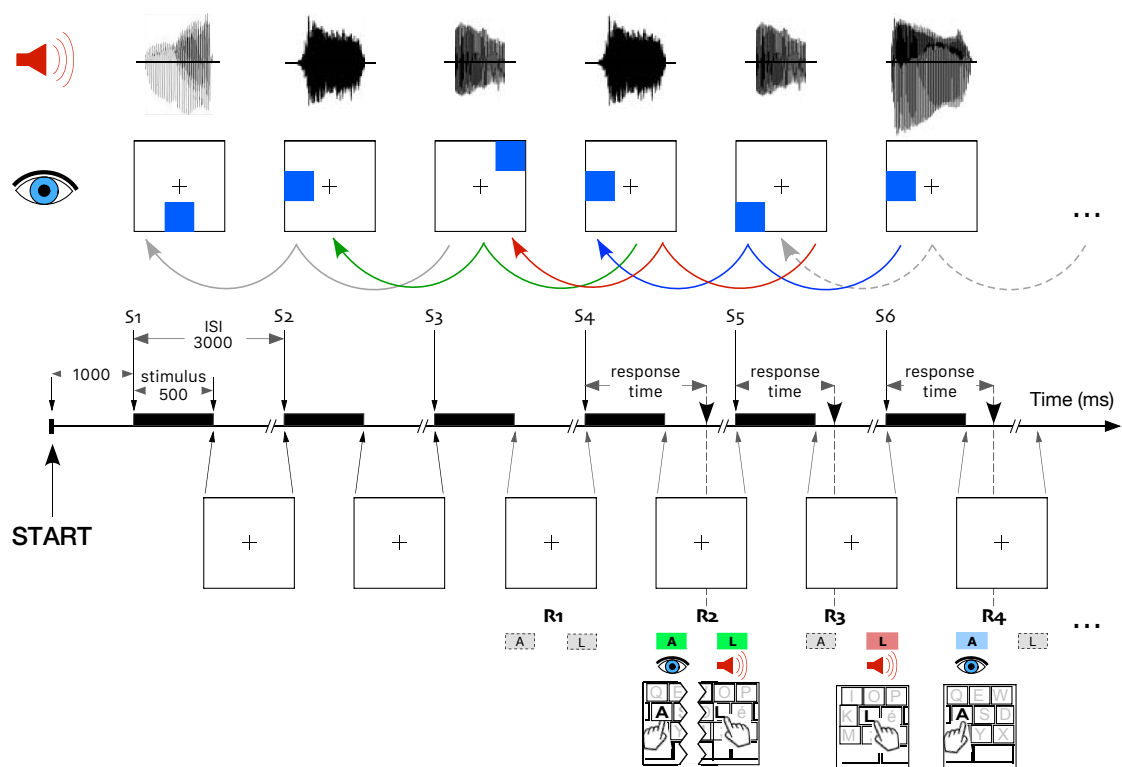 ...
S1
ISI
3000
S2
S3
S4
S5
S6
1000
stimulus
500
response
time
response
time
response
time
Time (ms)
START
R1
R2
R3
R4
...
A
L
A
L
A
L
A
L
Q E
O P
I O P
Q E W
A S
L é
K L é
A S D
Y
M
Y X